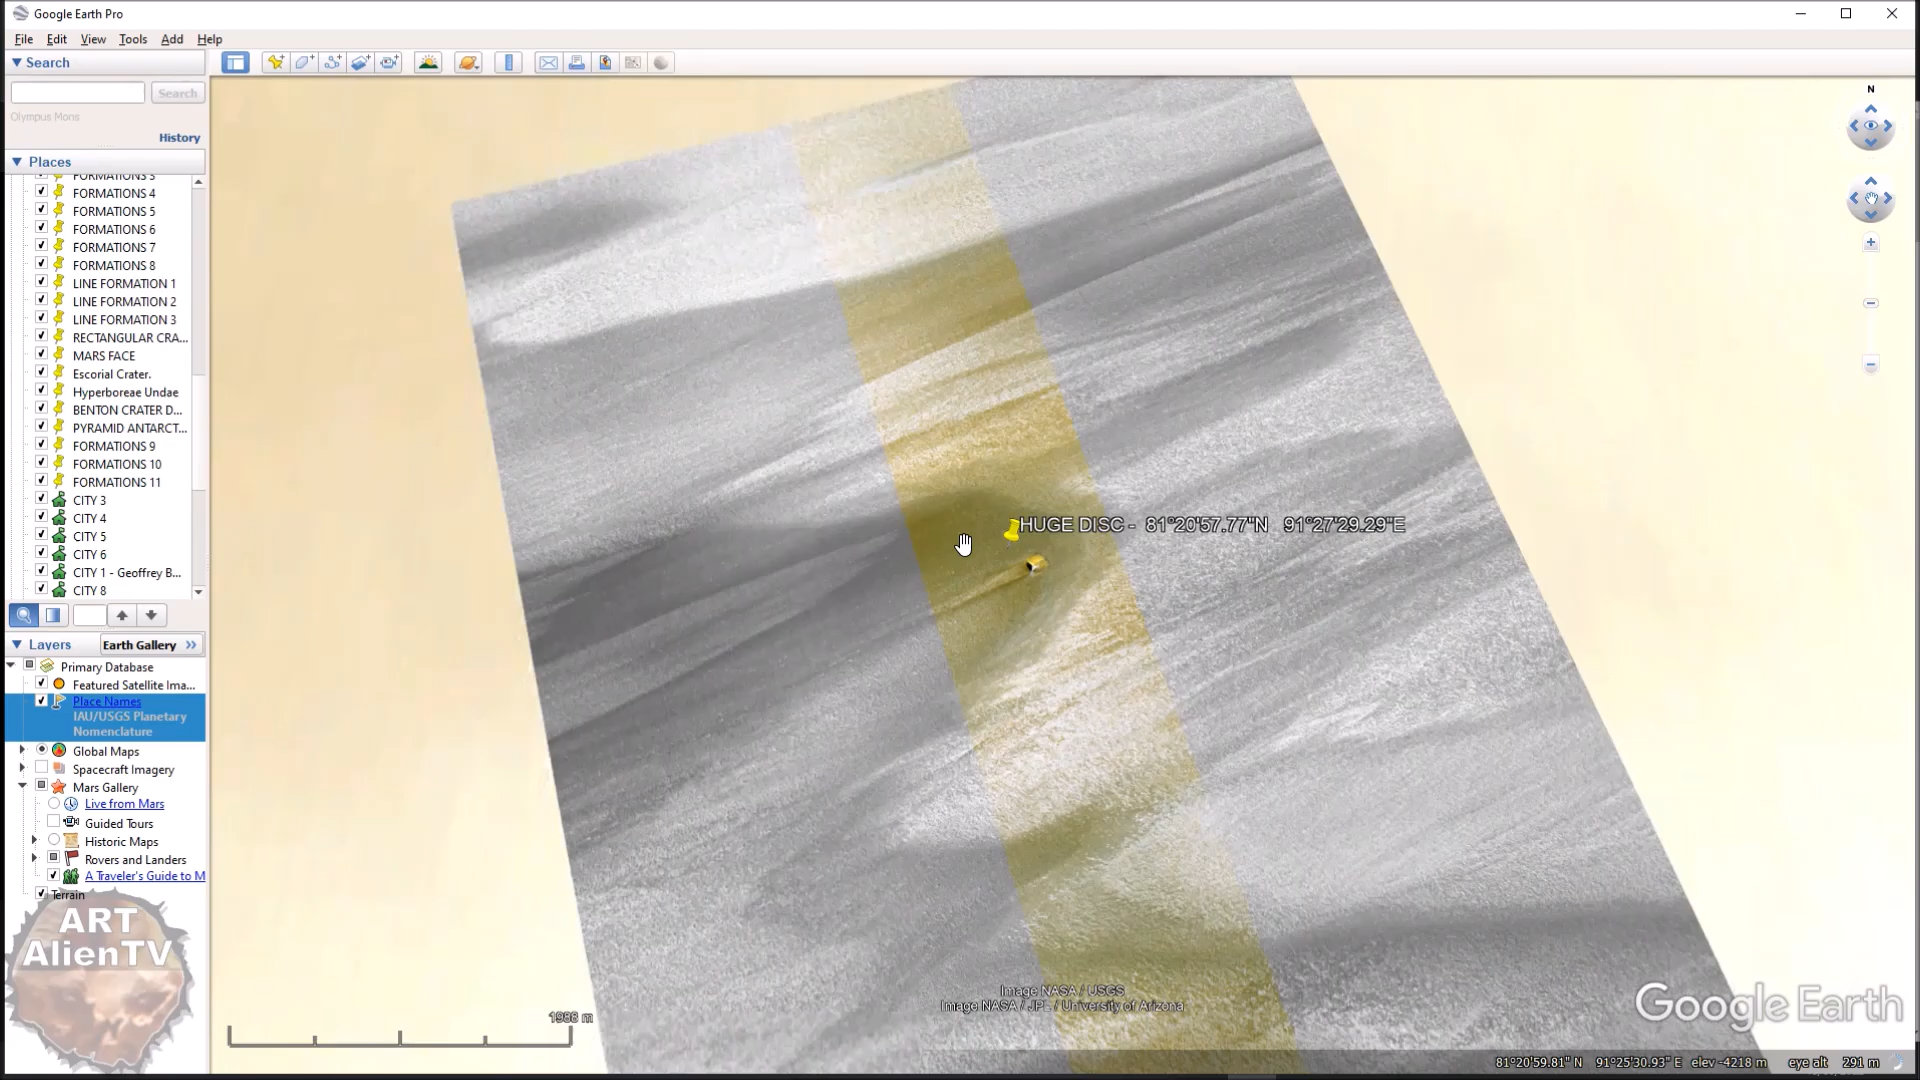 Google Earth Pro
File Edit View Tools Add Help
Search
Search
Olympus Mons
History
Places
FORMATIONS 3
FORMATIONS 4
FORMATIONS 5
FORMATIONS 6
FORMATIONS 7
FORMATIONS 8
LINE FORMATION 1
LINE FORMATION 2
LINE FORMATION 3
RECTANGULAR CRA...
MARS FACE
Escorial Crater.
Hyperboreae Undae
BENTON CRATER D...
PYRAMID ANTARCT...
FORMATIONS 9
FORMATIONS 10
FORMATIONS 11
CITY 3
CITY 4
CITY 5
CITY 6
CITY 1 - Geoffrey B...
CITY 8
Layers
Earth Gallery >>
Primary Database
Featured Satellite Ima...
Place Names
IAU/USGS Planetary
Nomenclature
Global Maps
Spacecraft Imagery
Mars Gallery
Live from Mars
Guided Tours
Historic Maps
Rovers and Landers
A Traveler's Guide to M
Terrain
ART
AlienTV
N
HUGE DISC - 81°20'57.77"N 91°27'29.29"E
Image NASA / USGS
Image NASA / JPL / University of Arizona
1988 m
Google Earth
81°20'59.81" N 91°25'30.93" E elev -4218 m eye alt 291 m